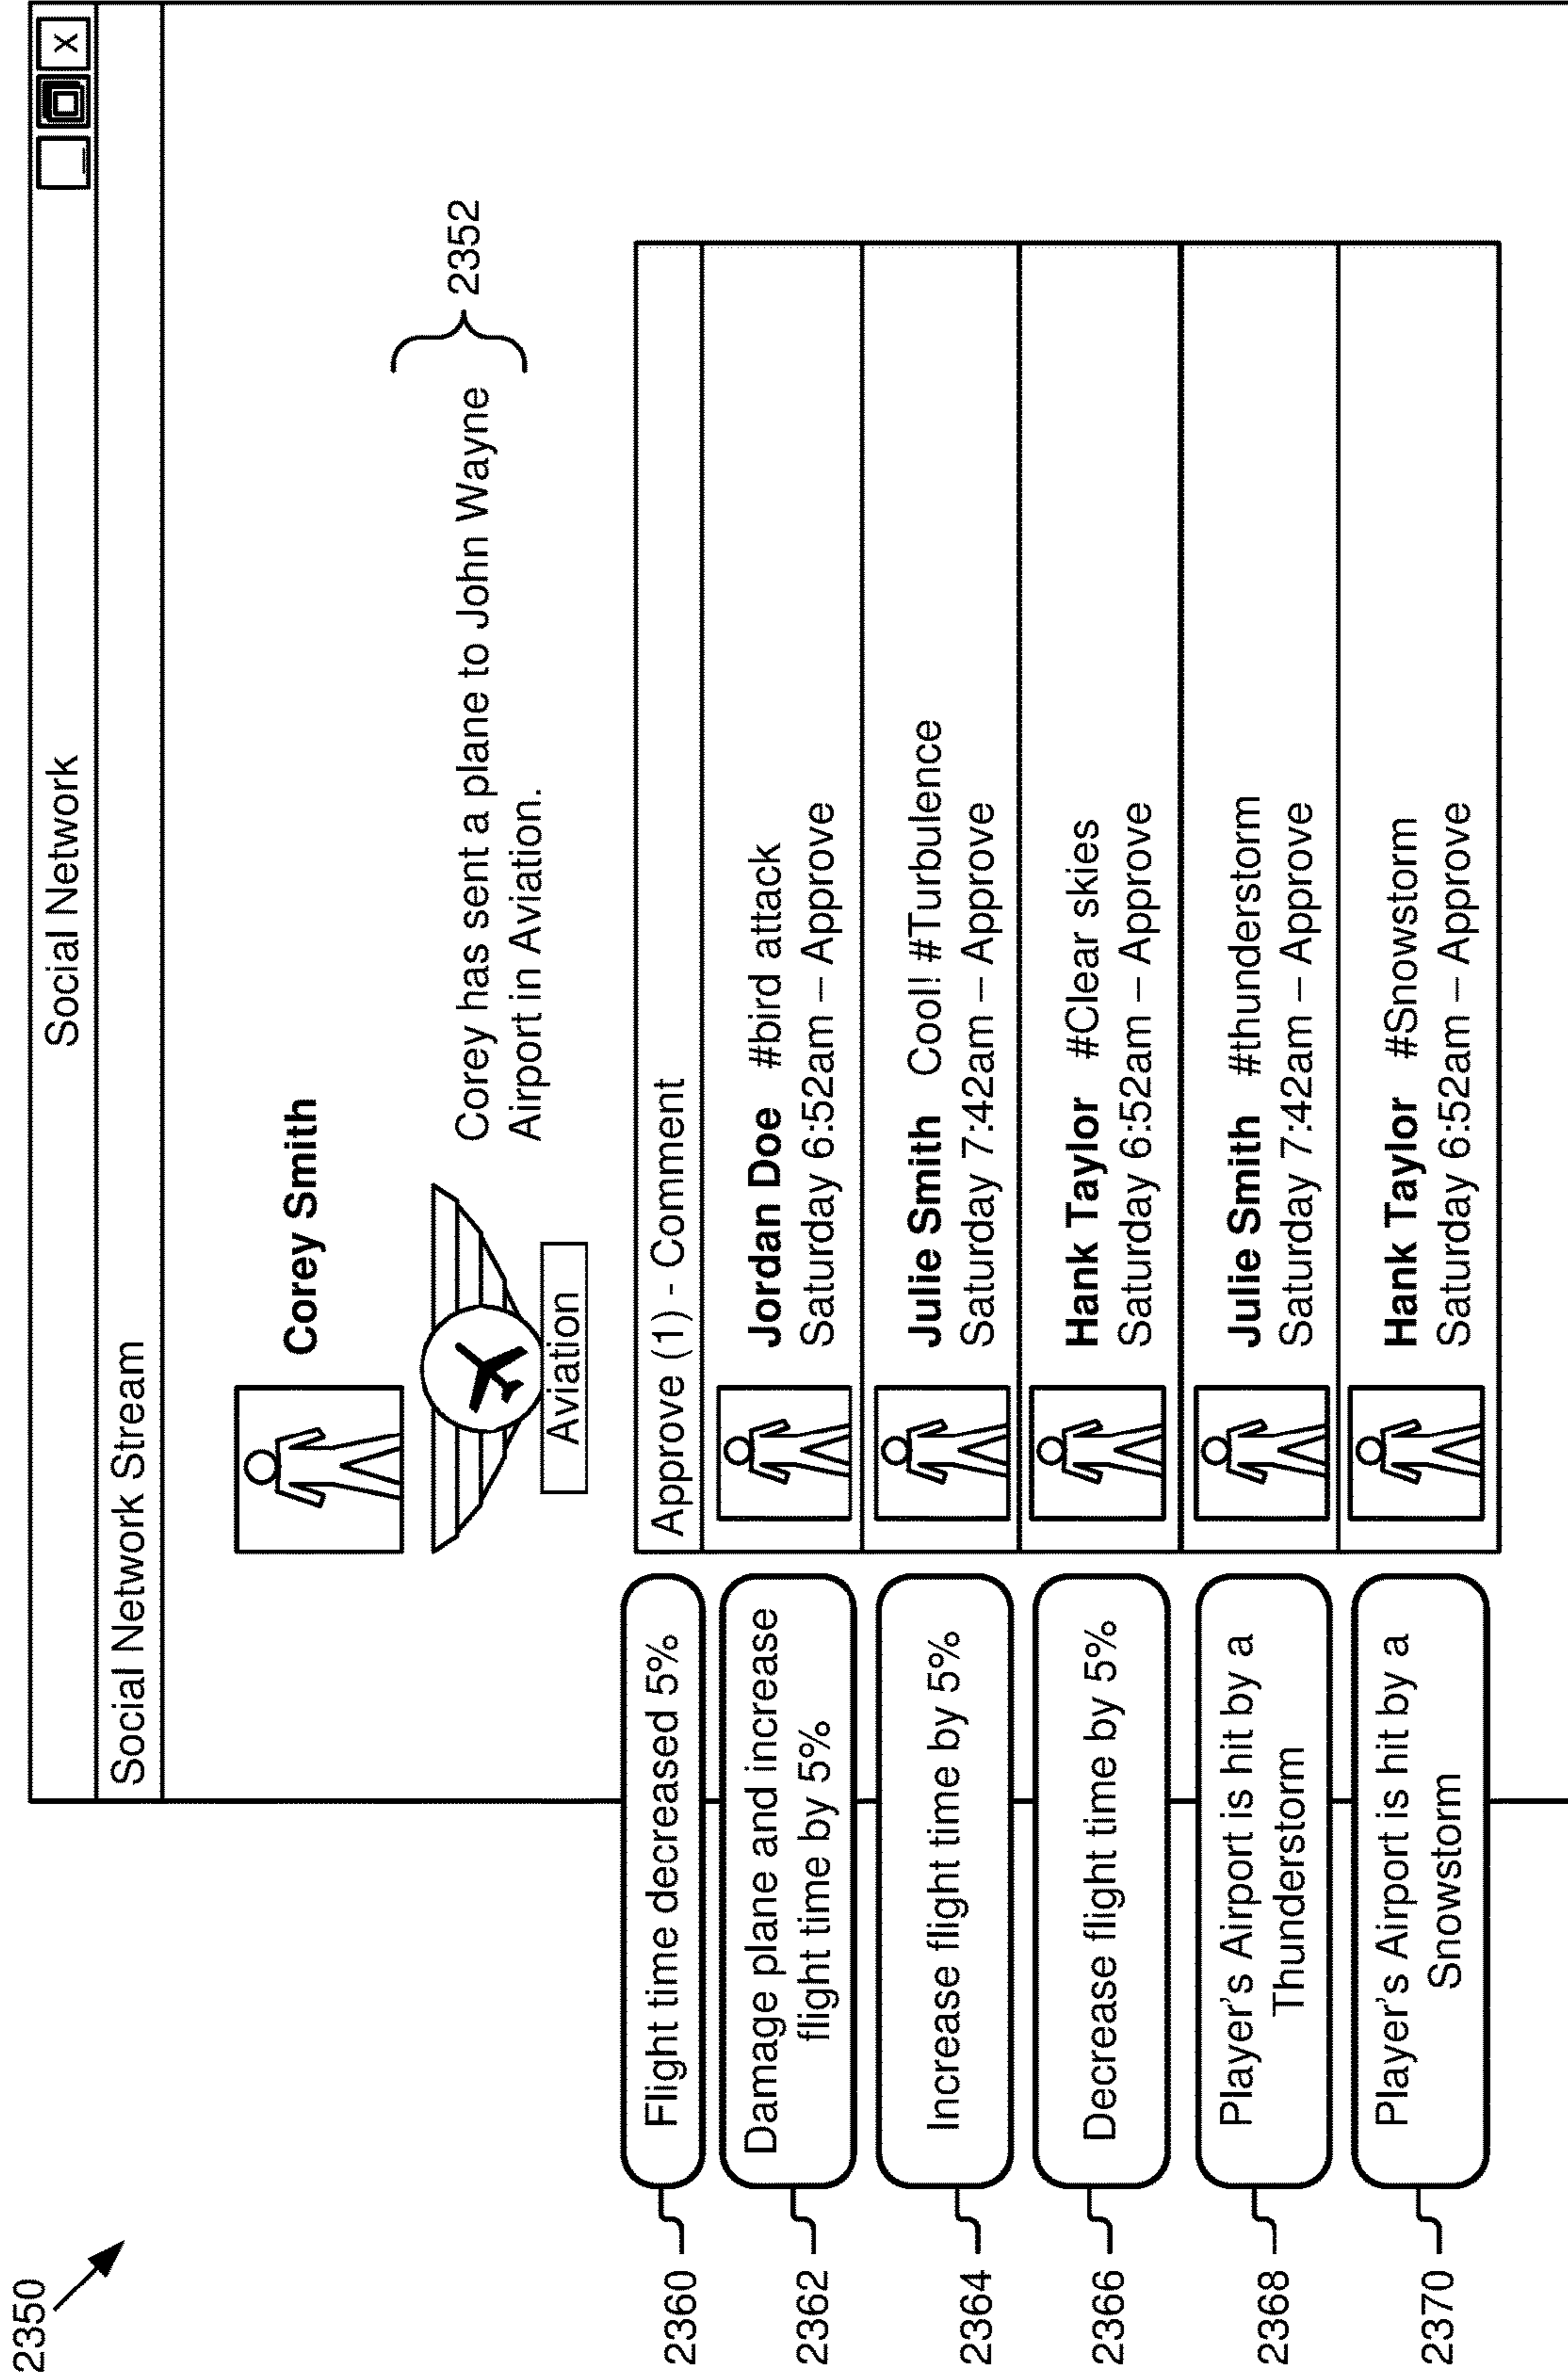 2350
Social Network
_ X
Social Network Stream
Corey Smith
Aviation
Corey has sent a plane to John Wayne
Airport in Aviation.
2352
2360
Flight time decreased 5%
Approve (1) - Comment
2362
Damage plane and increase
flight time by 5%
Jordan Doe #bird attack
Saturday 6:52am – Approve
2364
Increase flight time by 5%
Julie Smith Cool! #Turbulence
Saturday 7:42am – Approve
2366
Decrease flight time by 5%
Hank Taylor #Clear skies
Saturday 6:52am – Approve
2368
Player's Airport is hit by a
Thunderstorm
Julie Smith #thunderstorm
Saturday 7:42am – Approve
2370
Player's Airport is hit by a
Snowstorm
Hank Taylor #Snowstorm
Saturday 6:52am – Approve